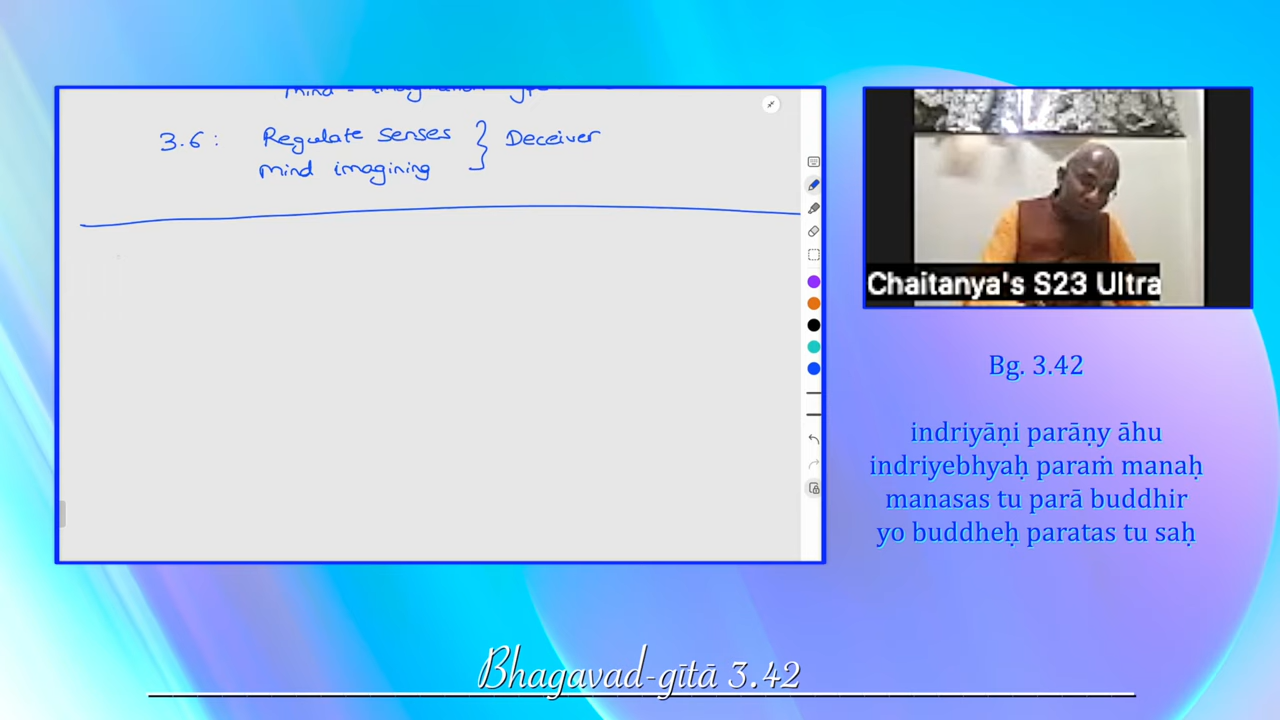 3.6 : Regulate senses } Deceiver
mind imagining
Chaitanya's S23 Ultra
Bg. 3.42
indriyāṇi parāṇy āhu
indriyebhyaḥ paraṁ manaḥ
manasas tu parā buddhir
yo buddheḥ paratas tu saḥ
Bhagavad-gītā 3.42